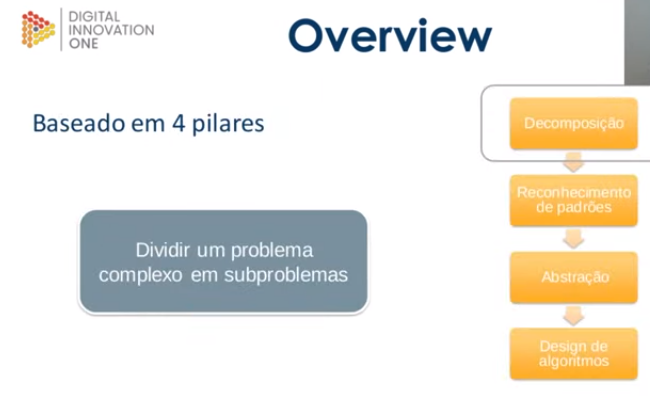 DIGITAL
INNOVATION
ONE
Overview
Baseado em 4 pilares
Dividir um problema
complexo em subproblemas
Decomposição
Reconhecimento
de padrões
Abstração
Design de
algoritmos